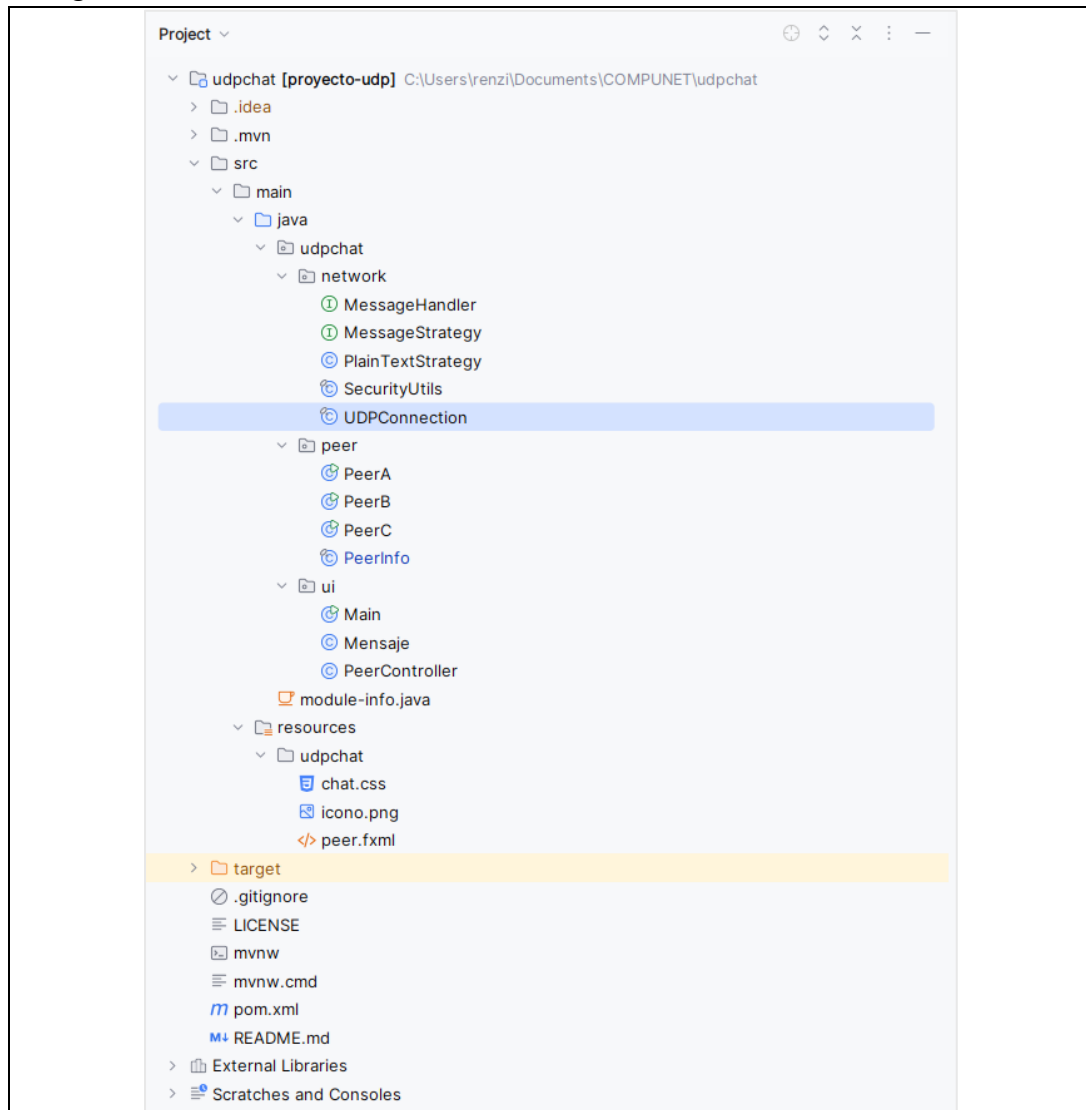 Project
udpchat [proyecto-udp] C:\Users\renzi\Documents\COMPUNET\udpchat
.idea
.mvn
src
main
java
udpchat
network
MessageHandler
MessageStrategy
PlainTextStrategy
SecurityUtils
UDPConnection
peer
PeerA
PeerB
PeerC
PeerInfo
ui
Main
Mensaje
PeerController
module-info.java
resources
udpchat
chat.css
icono.png
peer.fxml
target
.gitignore
LICENSE
mvnw
mvnw.cmd
pom.xml
README.md
External Libraries
Scratches and Consoles